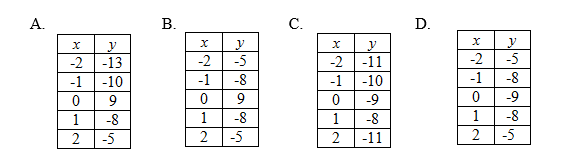 A. B. C. D.
x y x y x y x y
-2 -13 -2 -5 -2 -11 -2 -5
-1 -10 -1 -8 -1 -10 -1 -8
0 9 0 9 0 -9 0 -9
1 -8 1 -8 1 -8 1 -8
2 -5 2 -5 2 -11 2 -5